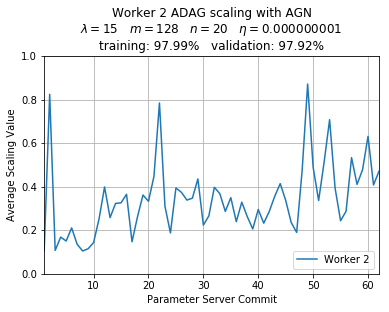 Worker 2 ADAG scaling with AGN
λ = 15   m = 128   n = 20   η = 0.000000001
training: 97.99%   validation: 97.92%
1.0
0.8
0.6
0.4
0.2
0.0
Average Scaling Value
Worker 2
10 20 30 40 50 60
Parameter Server Commit